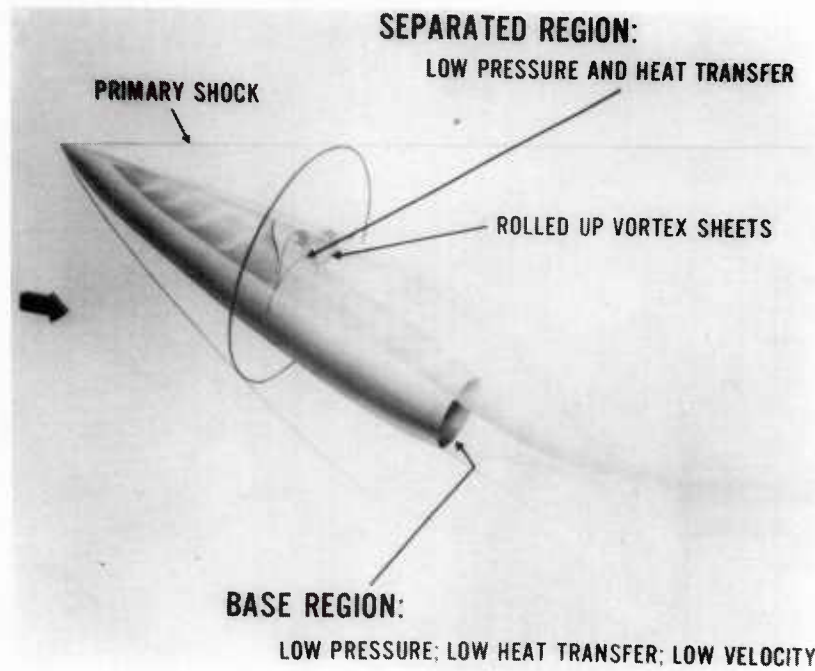 SEPARATED REGION:
LOW PRESSURE AND HEAT TRANSFER
PRIMARY SHOCK
ROLLED UP VORTEX SHEETS
BASE REGION:
LOW PRESSURE; LOW HEAT TRANSFER; LOW VELOCITY